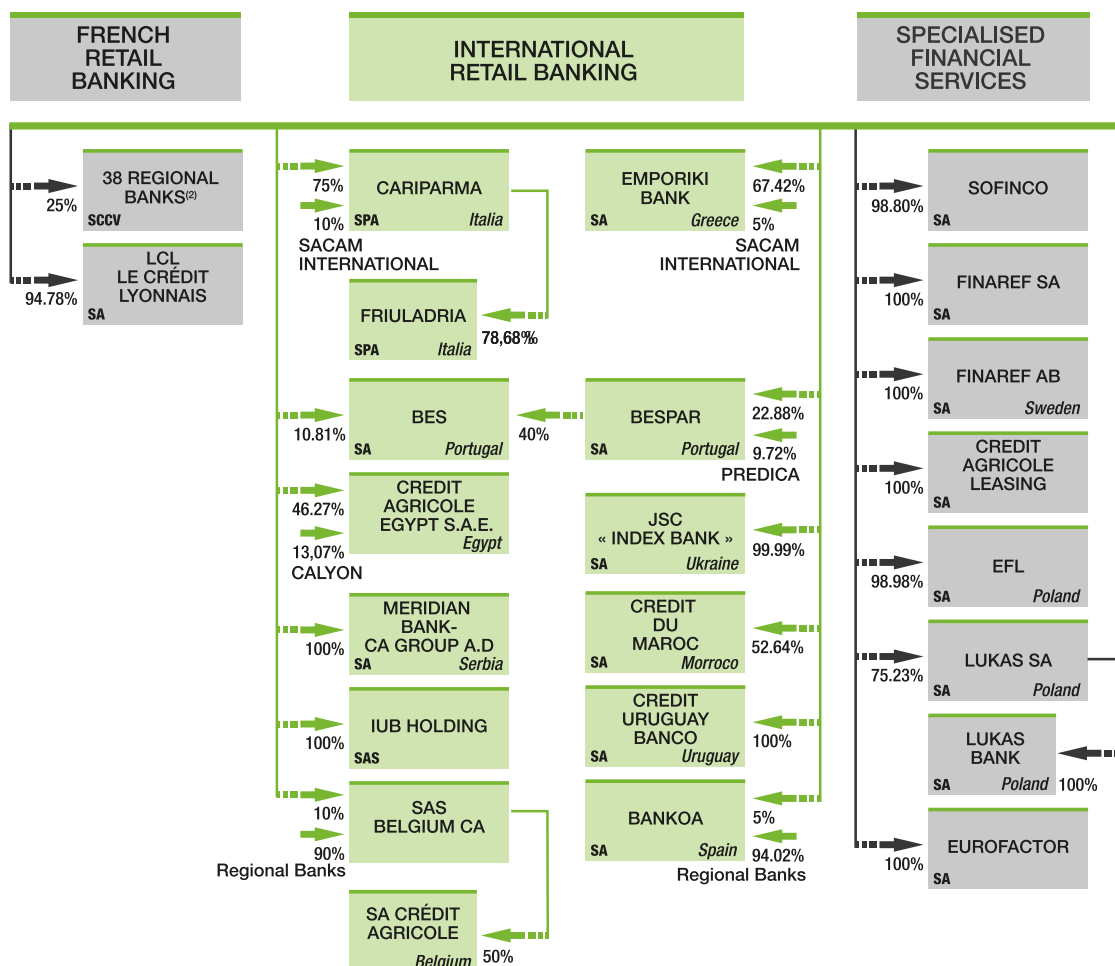 FRENCH
RETAIL
BANKING
INTERNATIONAL
RETAIL BANKING
SPECIALISED
FINANCIAL
SERVICES
25%
38 REGIONAL
BANKS(2)
SCCV
94.78%
LCL
LE CRÉDIT
LYONNAIS
SA
75%
10%
SACAM
INTERNATIONAL
CARIPARMA
SPA Italia
FRIULADRIA
SPA Italia
78,68%
10.81%
BES
SA Portugal
40%
46.27%
13,07%
CALYON
CREDIT
AGRICOLE
EGYPT S.A.E.
Egypt
100%
MERIDIAN
BANK-
CA GROUP A.D
SA Serbia
100%
IUB HOLDING
SAS
10%
90%
Regional Banks
SAS
BELGIUM CA
SA CRÉDIT
AGRICOLE
Belgium
50%
EMPORIKI
BANK
SA Greece
67.42%
5%
SACAM
INTERNATIONAL
BESPAR
SA Portugal
22.88%
9.72%
PREDICA
JSC
« INDEX BANK »
SA Ukraine
99.99%
CREDIT
DU
MAROC
SA Morroco
52.64%
CREDIT
URUGUAY
BANCO
SA Uruguay
100%
BANKOA
SA Spain
5%
94.02%
Regional Banks
98.80%
SOFINCO
SA
100%
FINAREF SA
SA
100%
FINAREF AB
SA Sweden
100%
CREDIT
AGRICOLE
LEASING
SA
98.98%
EFL
SA Poland
75.23%
LUKAS SA
SA Poland
LUKAS
BANK
SA Poland
100%
100%
EUROFACTOR
SA